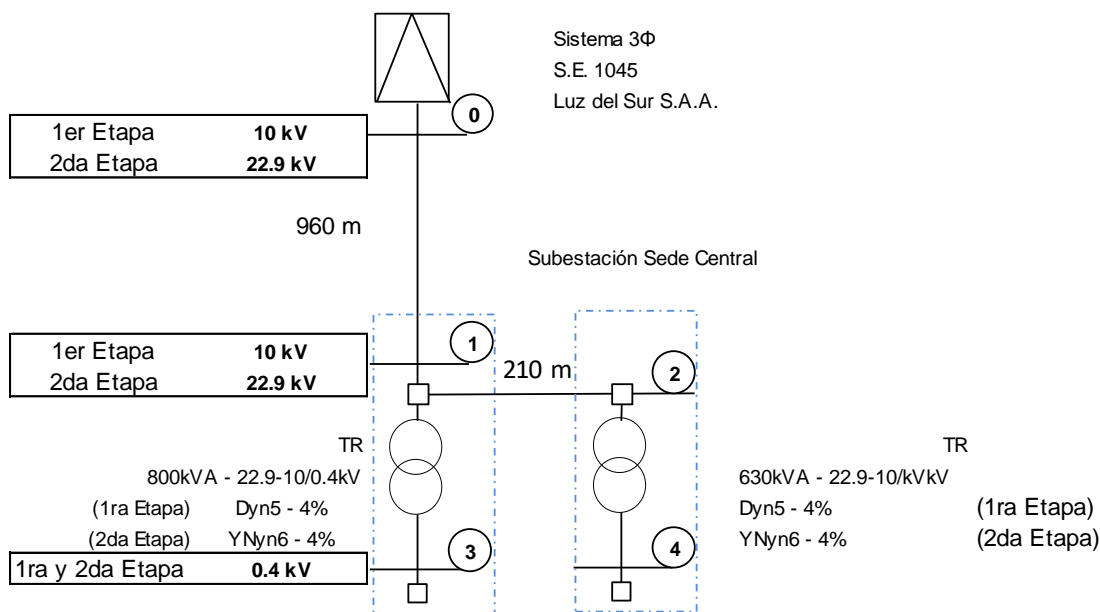 Sistema 3Φ
S.E. 1045
Luz del Sur S.A.A.
0
1er Etapa 10 kV
2da Etapa 22.9 kV
960 m
Subestación Sede Central
1
1er Etapa 10 kV
2da Etapa 22.9 kV
210 m
2
TR
800kVA - 22.9-10/0.4kV
(1ra Etapa) Dyn5 - 4%
(2da Etapa) YNyn6 - 4%
TR
630kVA - 22.9-10/kVkV
Dyn5 - 4% (1ra Etapa)
YNyn6 - 4% (2da Etapa)
3
4
1ra y 2da Etapa 0.4 kV